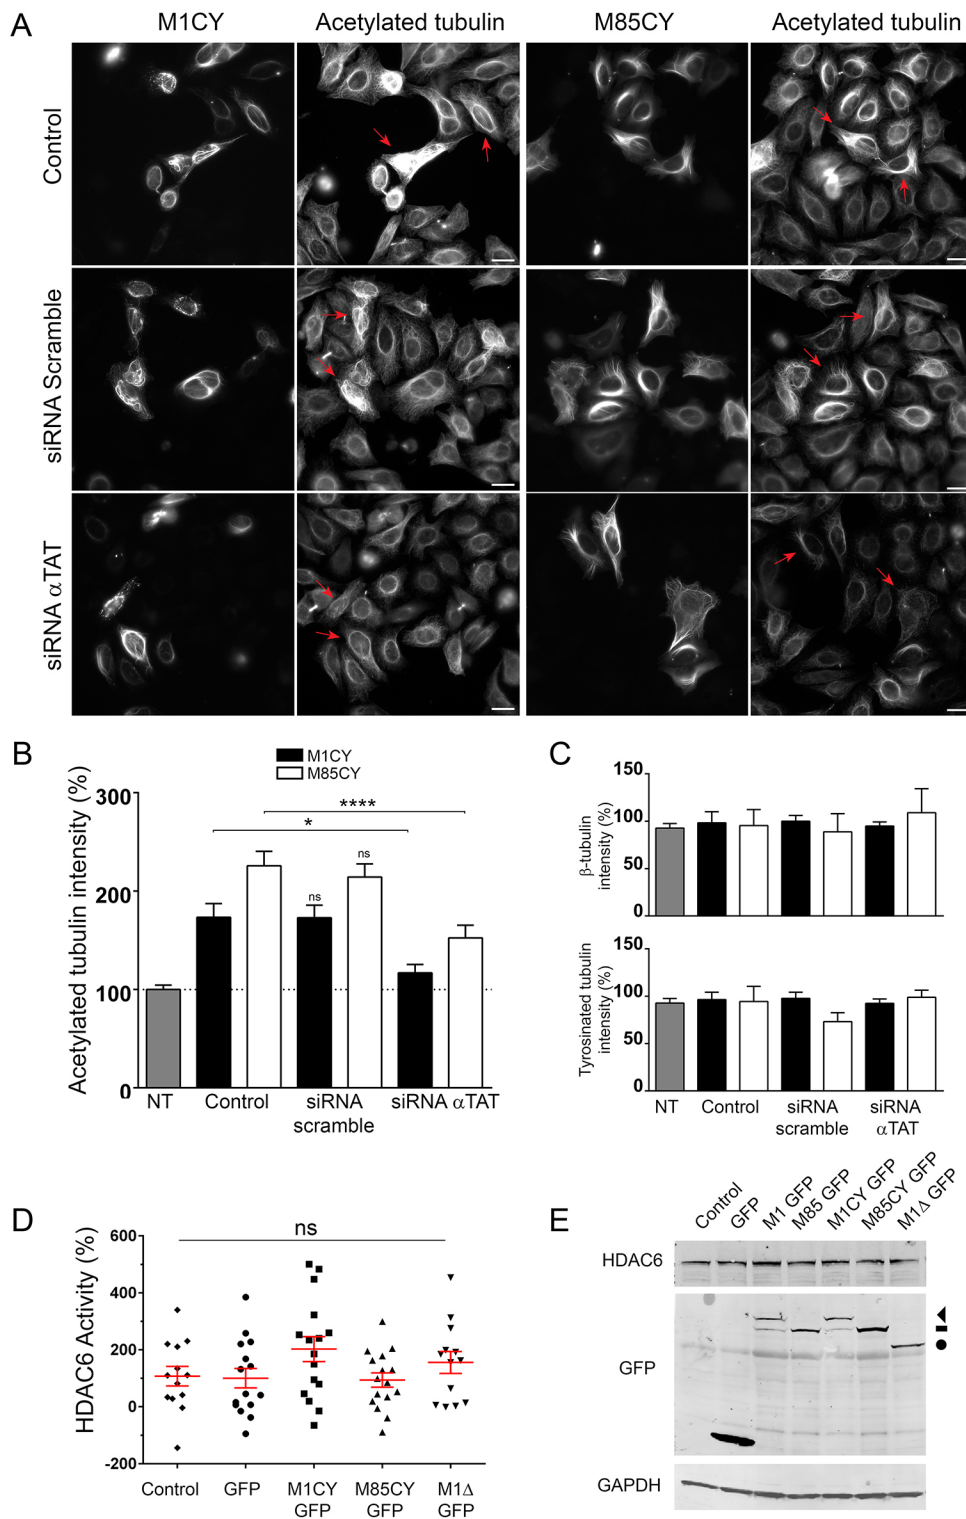 A
M1CY
Acetylated tubulin
M85CY
Acetylated tubulin
Control
siRNA Scramble
siRNA αTAT
B
M1CY
M85CY
Acetylated tubulin intensity (%)
300
200
100
0
****
*
ns
ns
NT
Control
siRNA scramble
siRNA αTAT
C
β-tubulin intensity (%)
150
100
50
0
Tyrosinated tubulin intensity (%)
150
100
50
0
NT
Control
siRNA scramble
siRNA αTAT
D
HDAC6 Activity (%)
600
400
200
0
-200
ns
Control
GFP
M1CY GFP
M85CY GFP
M1Δ GFP
E
Control
GFP
M1 GFP
M85 GFP
M1CY GFP
M85CY GFP
M1Δ GFP
HDAC6
GFP
GAPDH